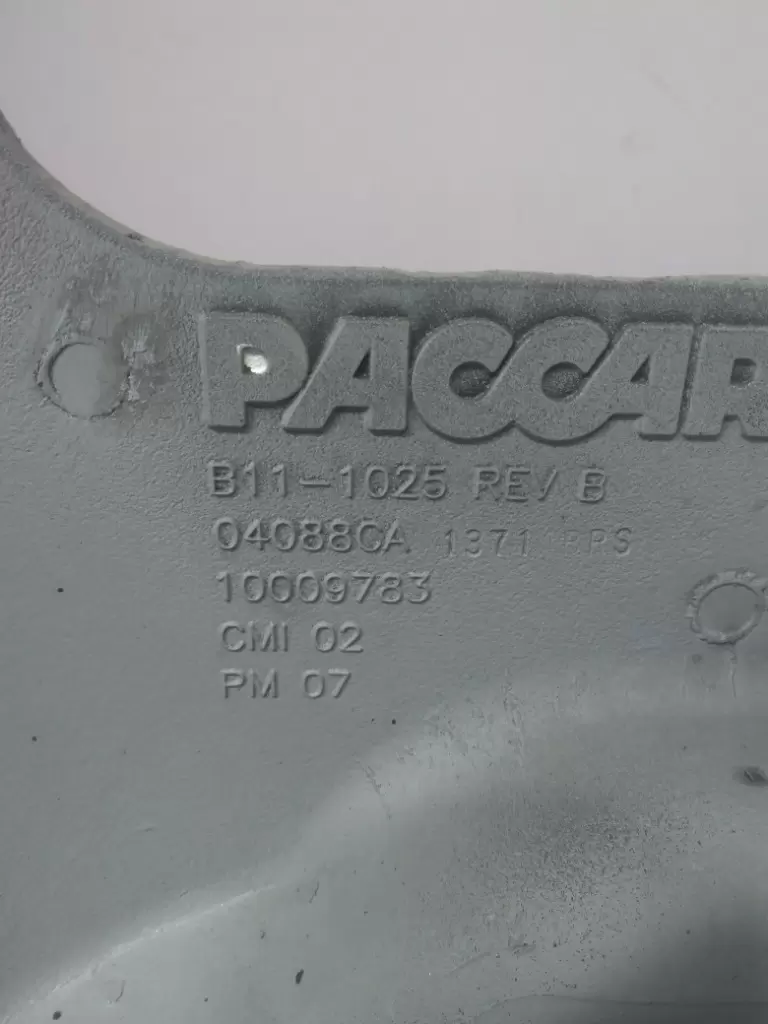 PACCAR
B11-1025 REV B
04088CA 1371
10009783
CMI 02
PM 07